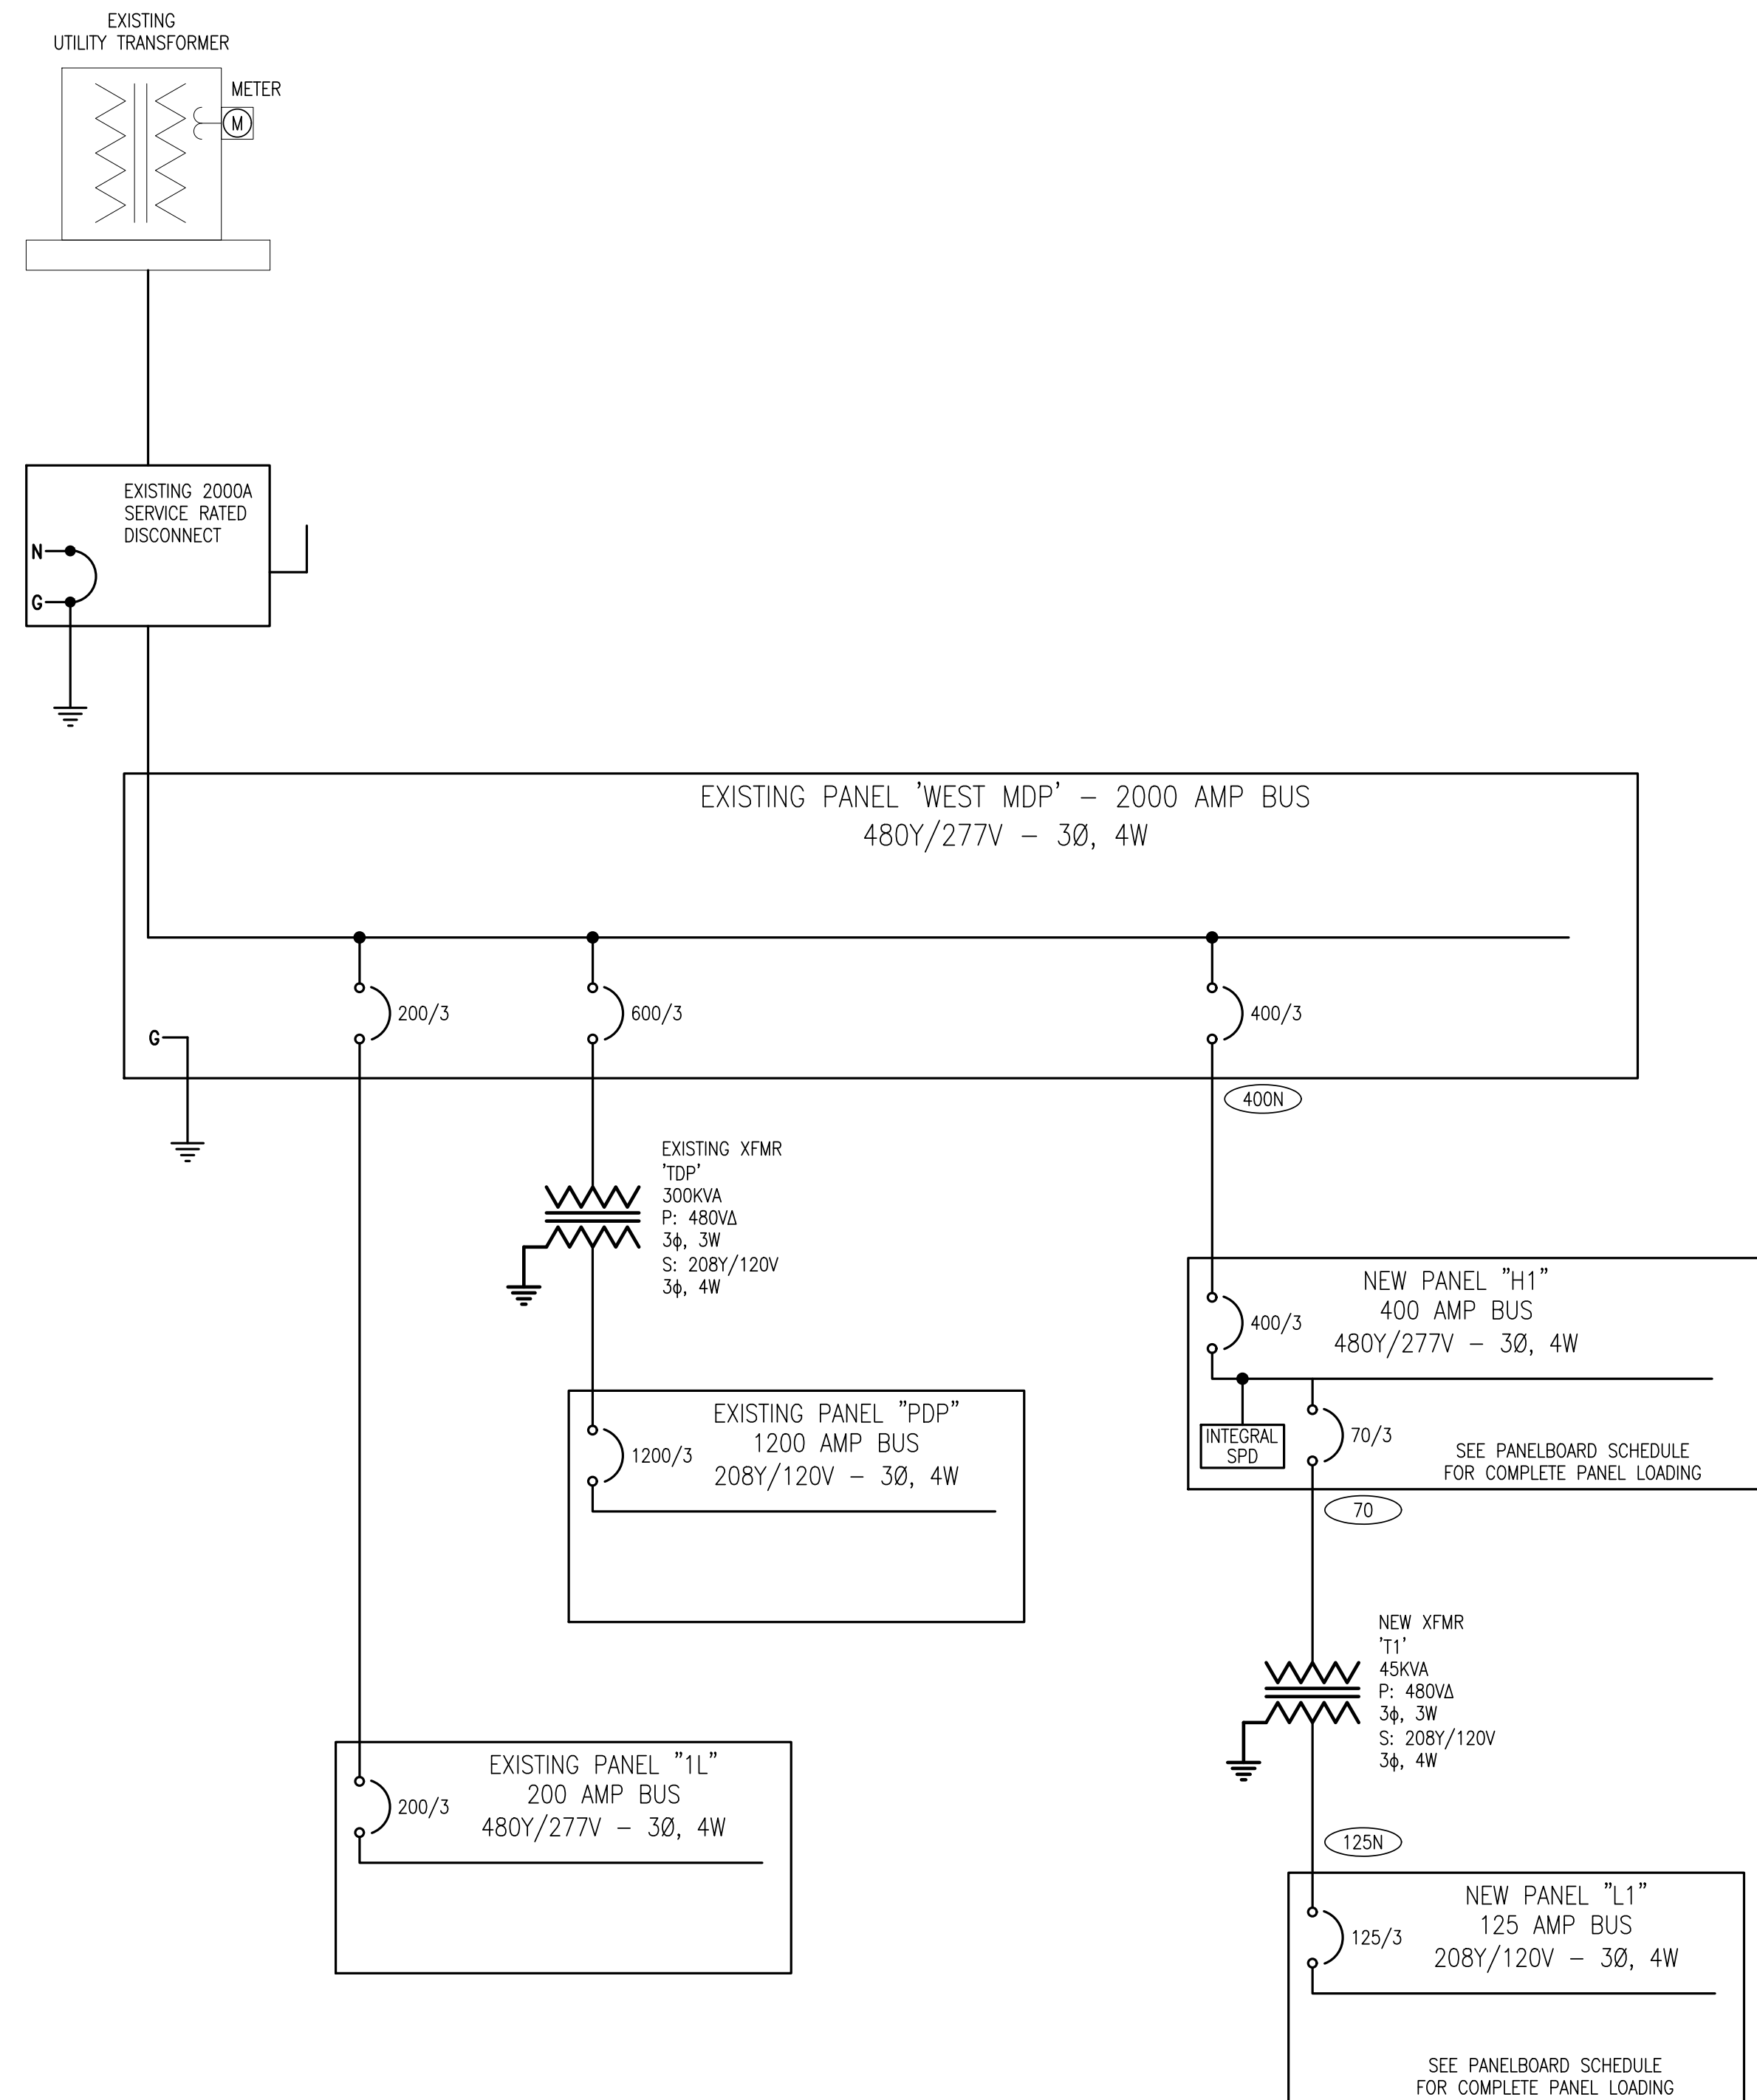 EXISTING
UTILITY TRANSFORMER
METER
M
EXISTING 2000A
SERVICE RATED
DISCONNECT
N
G
EXISTING PANEL 'WEST MDP' – 2000 AMP BUS
480Y/277V – 3Ø, 4W
200/3
600/3
400/3
G
400N
EXISTING XFMR
'TDP'
300KVA
P: 480VΔ
3ϕ, 3W
S: 208Y/120V
3ϕ, 4W
NEW PANEL "H1"
400 AMP BUS
480Y/277V – 3Ø, 4W
400/3
INTEGRAL
SPD
70/3
SEE PANELBOARD SCHEDULE
FOR COMPLETE PANEL LOADING
EXISTING PANEL "PDP"
1200 AMP BUS
208Y/120V – 3Ø, 4W
1200/3
70
NEW XFMR
'T1'
45KVA
P: 480VΔ
3ϕ, 3W
S: 208Y/120V
3ϕ, 4W
EXISTING PANEL "1L"
200 AMP BUS
480Y/277V – 3Ø, 4W
200/3
125N
NEW PANEL "L1"
125 AMP BUS
208Y/120V – 3Ø, 4W
125/3
SEE PANELBOARD SCHEDULE
FOR COMPLETE PANEL LOADING